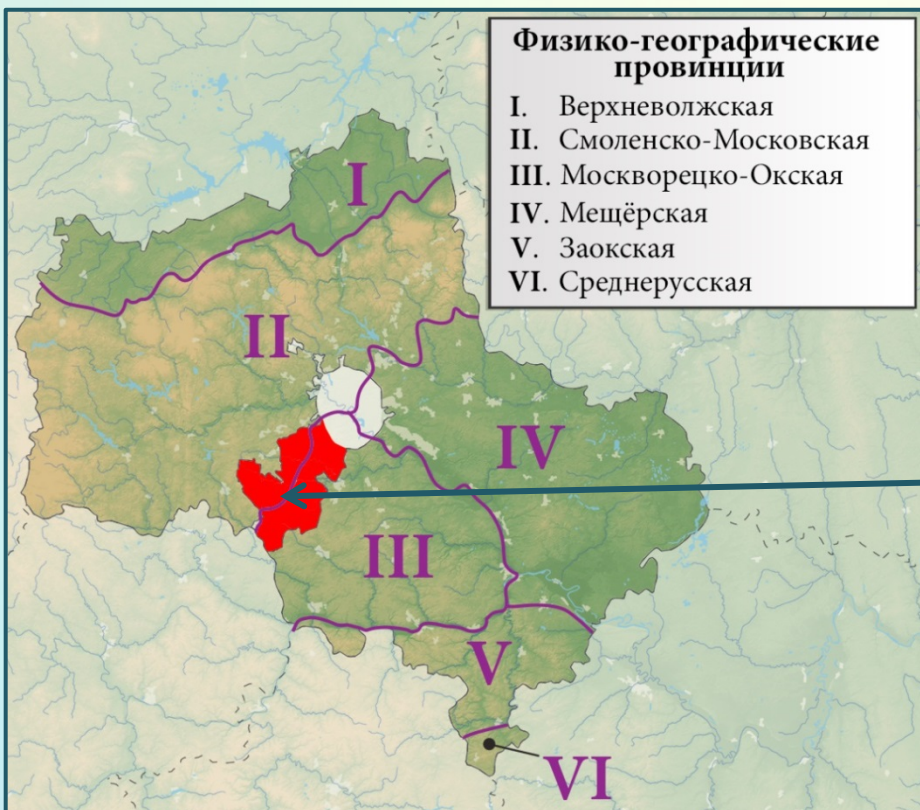 Физико-географические
провинции
I. Верхневолжская
II. Смоленско-Московская
III. Москворецко-Окская
IV. Мещёрская
V. Заокская
VI. Среднерусская
I
II
IV
III
V
VI